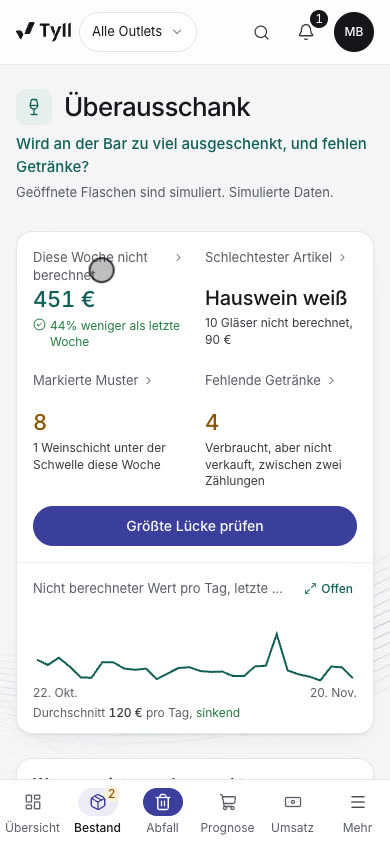 Tyll
Alle Outlets
1
MB
Überausschank
Wird an der Bar zu viel ausgeschenkt, und fehlen
Getränke?
Geöffnete Flaschen sind simuliert. Simulierte Daten.
Diese Woche nicht
berechnet
451 €
44% weniger als letzte
Woche
Schlechtester Artikel
Hauswein weiß
10 Gläser nicht berechnet,
90 €
Markierte Muster
8
1 Weinschicht unter der
Schwelle diese Woche
Fehlende Getränke
4
Verbraucht, aber nicht
verkauft, zwischen zwei
Zählungen
Größte Lücke prüfen
Nicht berechneter Wert pro Tag, letzte ...
Offen
22. Okt.
20. Nov.
Durchschnitt 120 € pro Tag, sinkend
2
Übersicht
Bestand
Abfall
Prognose
Umsatz
Mehr